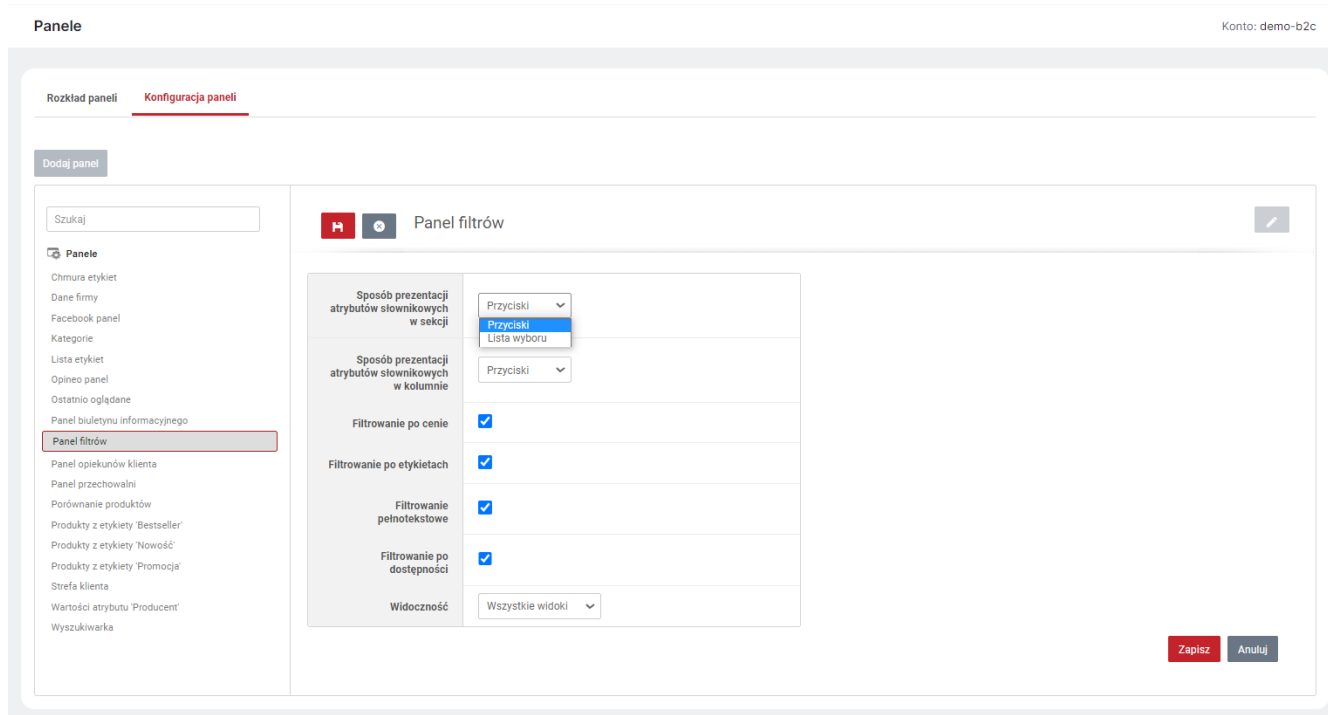 Panele
Konto: demo-b2c
Rozkład paneli
Konfiguracja paneli
Dodaj panel
Szukaj
Panele
Chmura etykiet
Dane firmy
Facebook panel
Kategorie
Lista etykiet
Opineo panel
Ostatnio oglądane
Panel biuletynu informacyjnego
Panel filtrów
Panel opiekunów klienta
Panel przechowalni
Porównanie produktów
Produkty z etykiety 'Bestseller'
Produkty z etykiety 'Nowość'
Produkty z etykiety 'Promocja'
Strefa klienta
Wartości atrybutu 'Producent'
Wyszukiwarka
Panel filtrów
Sposób prezentacji
atrybutów słownikowych
w sekcji
Przyciski
Przyciski
Lista wyboru
Sposób prezentacji
atrybutów słownikowych
w kolumnie
Przyciski
Filtrowanie po cenie
Filtrowanie po etykietach
Filtrowanie
pełnotekstowe
Filtrowanie po
dostępności
Widoczność
Wszystkie widoki
Zapisz
Anuluj